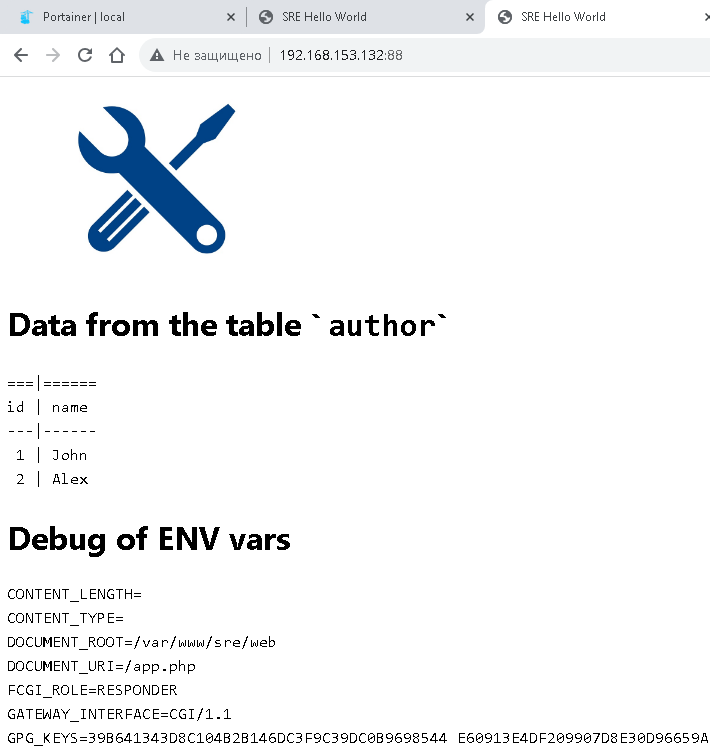 Portainer | local
SRE Hello World
SRE Hello World
Не защищено 192.168.153.132:88
Data from the table `author`
===|======
id | name
---|------
1 | John
2 | Alex
Debug of ENV vars
CONTENT_LENGTH=
CONTENT_TYPE=
DOCUMENT_ROOT=/var/www/sre/web
DOCUMENT_URI=/app.php
FCGI_ROLE=RESPONDER
GATEWAY_INTERFACE=CGI/1.1
GPG_KEYS=39B641343D8C104B2B146DC3F9C39DC0B9698544 E60913E4DF209907D8E30D96659A